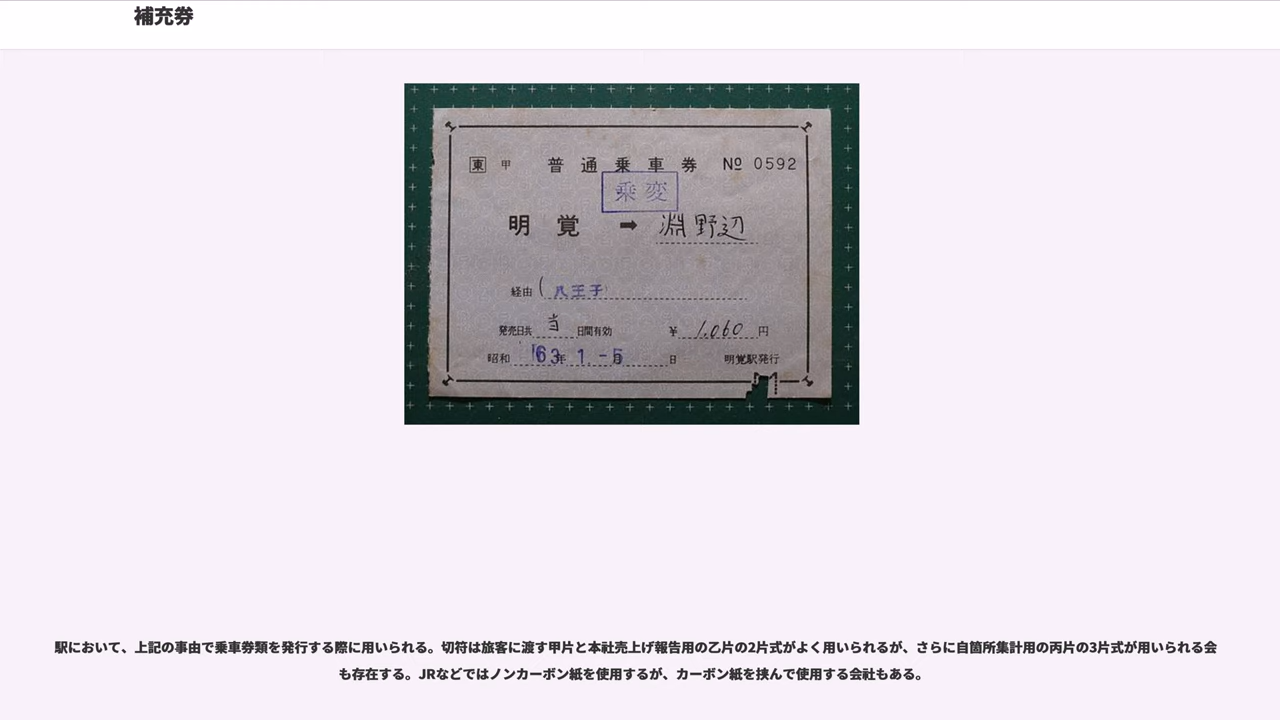 補充券
東 甲 普通乗車券 № 0592
乗変
明覚 ➡ 淵野辺
経由 ( 八王子
発売日共 当 日間有効 ¥ 1,060 円
昭和 63年 1. -5 日 明覚駅発行
駅において、上記の事由で乗車券類を発行する際に用いられる。切符は旅客に渡す甲片と本社売上げ報告用の乙片の2片式がよく用いられるが、さらに自箇所集計用の丙片の3片式が用いられる会
も存在する。JRなどではノンカーボン紙を使用するが、カーボン紙を挟んで使用する会社もある。